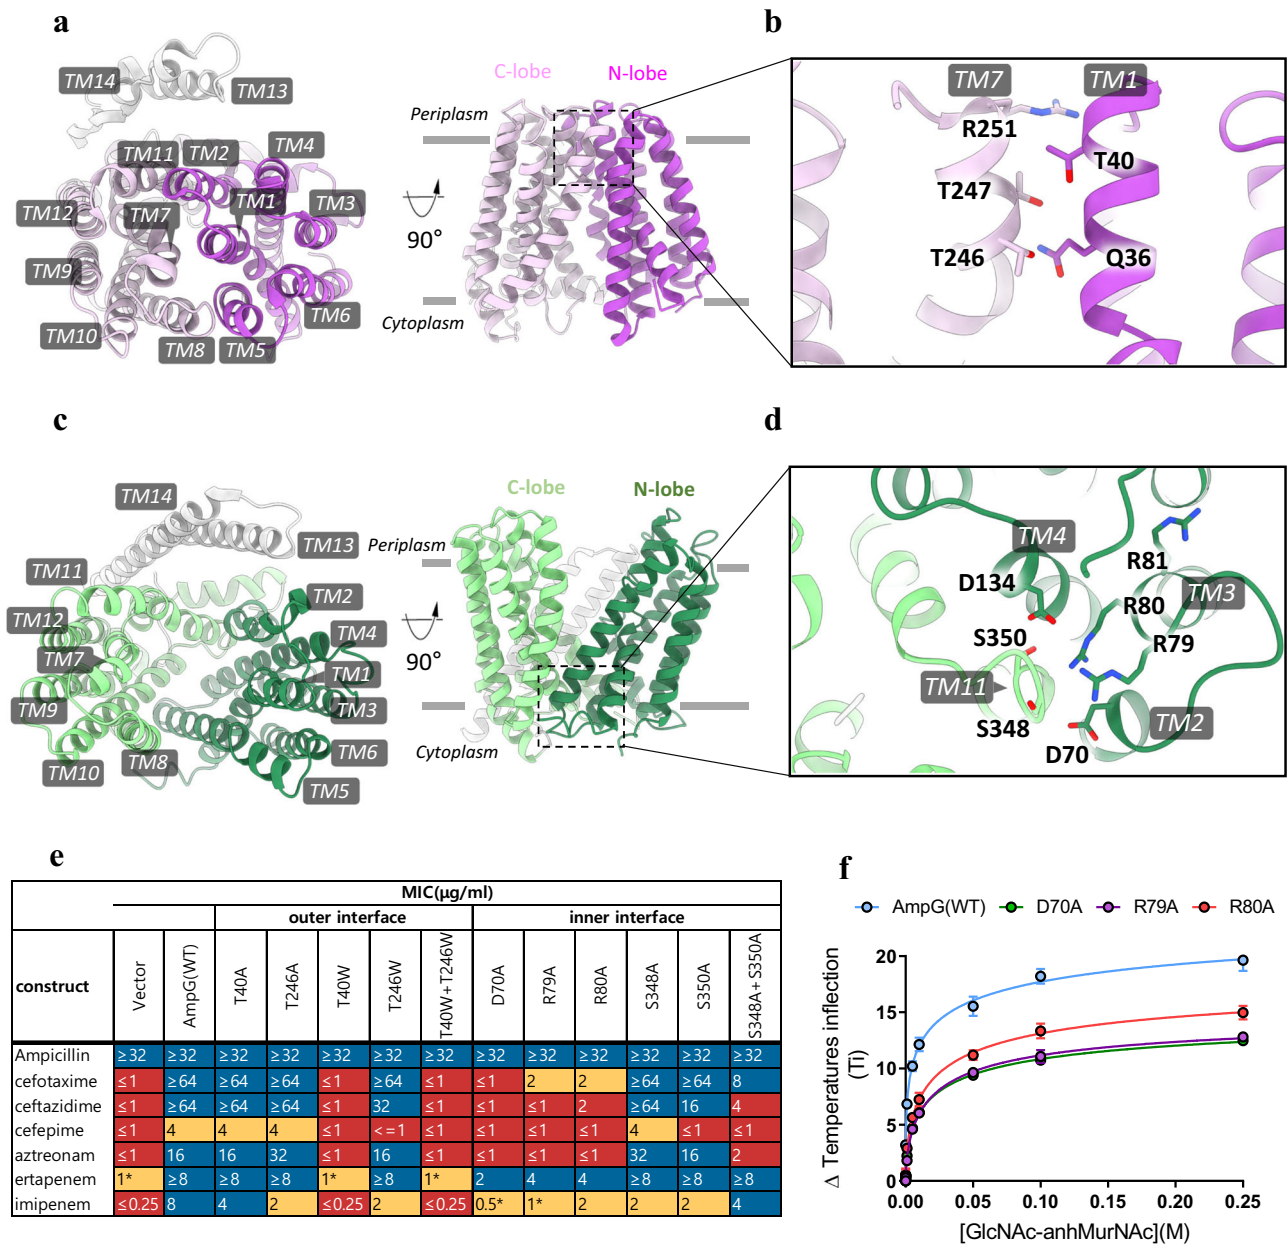 a
TM14
TM13
TM11
TM2
TM4
TM12
TM7
TM1
TM3
TM9
TM6
TM10
TM8
TM5
90°
C-lobe
N-lobe
Periplasm
Cytoplasm
b
TM7
TM1
R251
T40
T247
T246
Q36
c
TM14
TM13
TM11
TM2
TM12
TM4
TM7
TM1
TM9
TM3
TM10
TM8
TM6
TM5
90°
C-lobe
N-lobe
Periplasm
Cytoplasm
d
TM4
R81
D134
R80
TM3
S350
R79
TM11
S348
TM2
D70
e
MIC(μg/ml)
outer interface inner interface
construct Vector AmpG(WT) T40A T246A T40W T246W T40W+T246W D70A R79A R80A S348A S350A S348A+S350A
Ampicillin ≥32 ≥32 ≥32 ≥32 ≥32 ≥32 ≥32 ≥32 ≥32 ≥32 ≥32 ≥32 ≥32
cefotaxime ≤1 ≥64 ≥64 ≥64 ≤1 ≥64 ≤1 ≤1 2 2 ≥64 ≥64 8
ceftazidime ≤1 ≥64 ≥64 ≥64 ≤1 32 ≤1 ≤1 ≤1 2 ≥64 16 4
cefepime ≤1 4 4 4 ≤1 <=1 ≤1 ≤1 ≤1 ≤1 4 ≤1 ≤1
aztreonam ≤1 16 16 32 ≤1 16 ≤1 ≤1 ≤1 ≤1 32 16 2
ertapenem 1* ≥8 ≥8 ≥8 1* ≥8 1* 2 4 4 ≥8 ≥8 ≥8
imipenem ≤0.25 8 4 2 ≤0.25 2 ≤0.25 0.5* 1* 2 2 2 4
f
AmpG(WT) D70A R79A R80A
Δ Temperatures inflection
(Ti)
20
15
10
5
0
0.00 0.05 0.10 0.15 0.20 0.25
[GlcNAc-anhMurNAc](M)